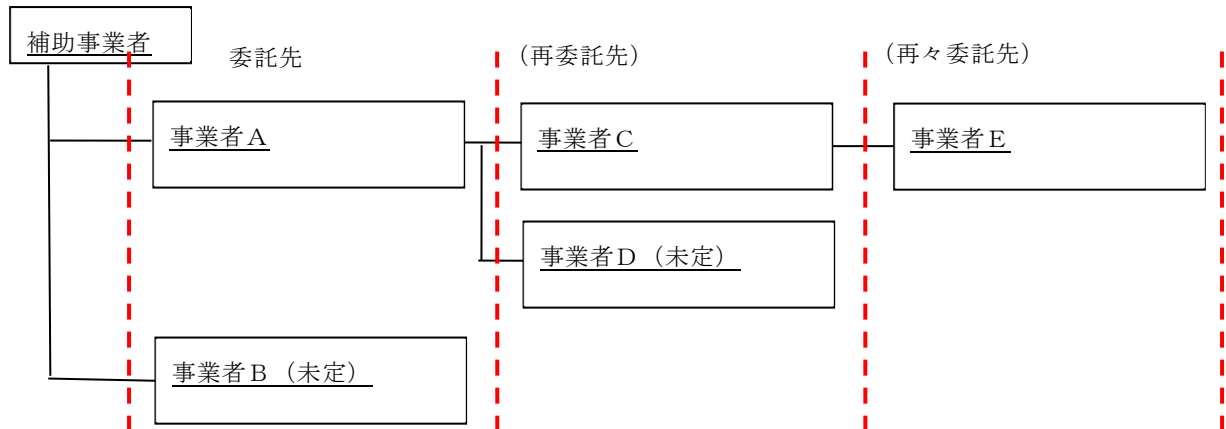 補助事業者
委託先
(再委託先)
(再々委託先)
事業者A
事業者C
事業者E
事業者D（未定）
事業者B（未定）